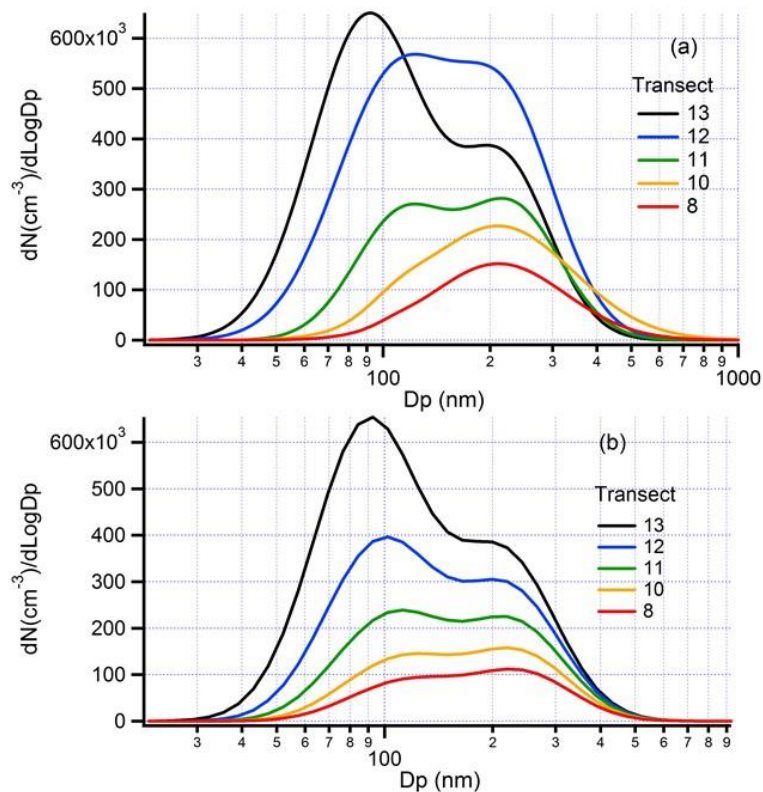 600x10³
500
400
300
200
100
0
dN(cm⁻³)/dLogDp
(a)
Transect
13
12
11
10
8
3 4 5 6 7 8 9 100 2 3 4 5 6 7 8 9 1000
Dp (nm)
600x10³
500
400
300
200
100
0
dN(cm⁻³)/dLogDp
(b)
Transect
13
12
11
10
8
3 4 5 6 7 8 9 100 2 3 4 5 6 7 8 9
Dp (nm)